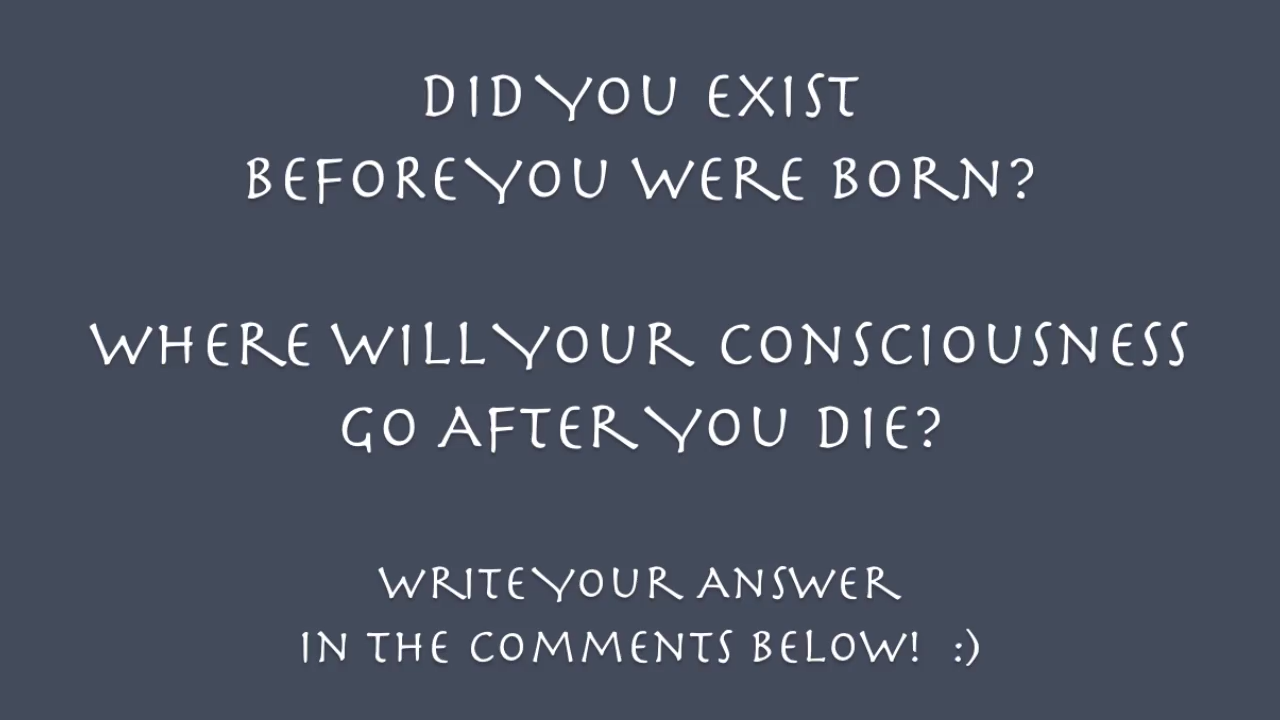 DID YOU EXIST
BEFORE YOU WERE BORN?
WHERE WILL YOUR CONSCIOUSNESS
GO AFTER YOU DIE?
WRITE YOUR ANSWER
IN THE COMMENTS BELOW! :)